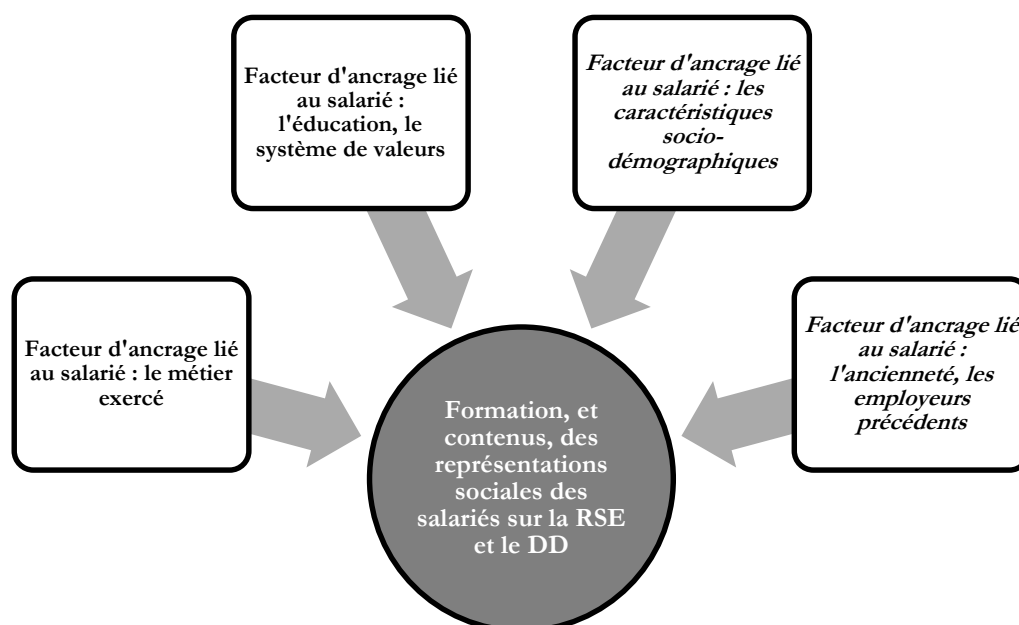 Facteur d'ancrage lié
au salarié :
l'éducation, le
système de valeurs
Facteur d'ancrage lié
au salarié : les
caractéristiques
socio-
démographiques
Facteur d'ancrage lié
au salarié : le métier
exercé
Facteur d'ancrage lié
au salarié :
l'ancienneté, les
employeurs
précédents
Formation, et
contenus, des
représentations
sociales des
salariés sur la RSE
et le DD